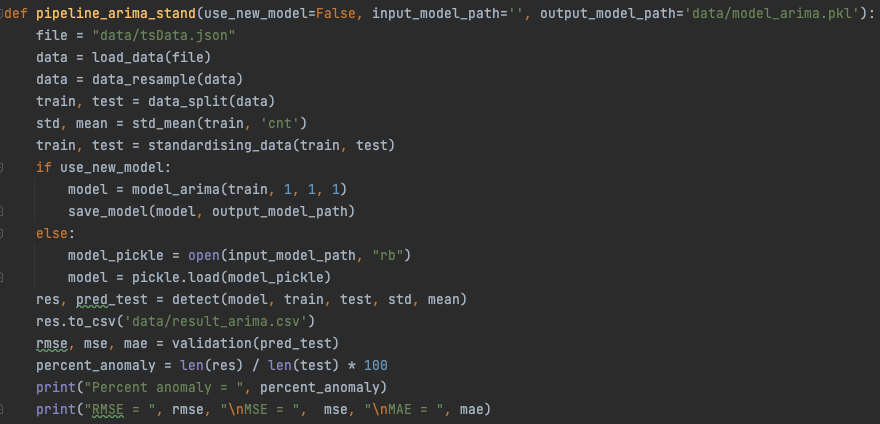 def pipeline_arima_stand(use_new_model=False, input_model_path='', output_model_path='data/model_arima.pkl'):
    file = "data/tsData.json"
    data = load_data(file)
    data = data_resample(data)
    train, test = data_split(data)
    std, mean = std_mean(train, 'cnt')
    train, test = standardising_data(train, test)
    if use_new_model:
        model = model_arima(train, 1, 1, 1)
        save_model(model, output_model_path)
    else:
        model_pickle = open(input_model_path, "rb")
        model = pickle.load(model_pickle)
    res, pred_test = detect(model, train, test, std, mean)
    res.to_csv('data/result_arima.csv')
    rmse, mse, mae = validation(pred_test)
    percent_anomaly = len(res) / len(test) * 100
    print("Percent anomaly = ", percent_anomaly)
    print("RMSE = ", rmse, "\nMSE = ",  mse, "\nMAE = ", mae)